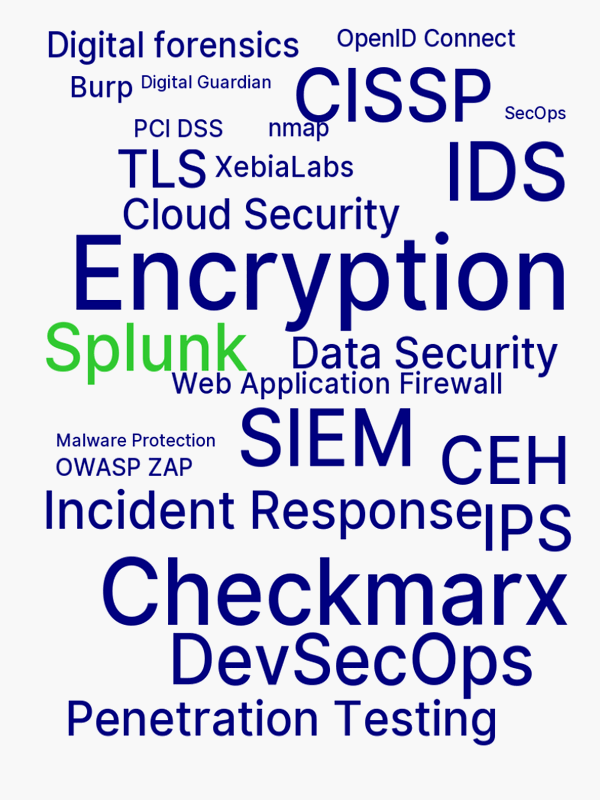 Digital forensics
OpenID Connect
Burp
Digital Guardian
CISSP
SecOps
PCI DSS
nmap
TLS
XebiaLabs
IDS
Cloud Security
Encryption
Splunk
Data Security
Web Application Firewall
SIEM
Malware Protection
CEH
OWASP ZAP
Incident Response
IPS
Checkmarx
DevSecOps
Penetration Testing